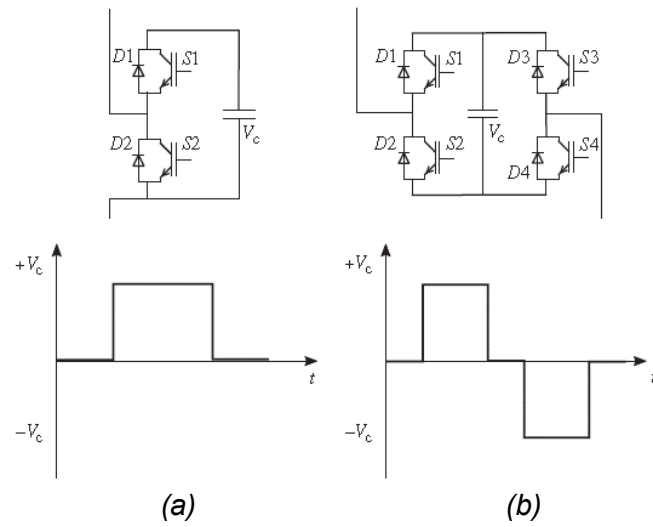 D1 S1
D2 S2
Vc
D1 S1 D3 S3
D2 S2 Vc S4
D4
+Vc
t
−Vc
(a)
+Vc
−Vc
(b)